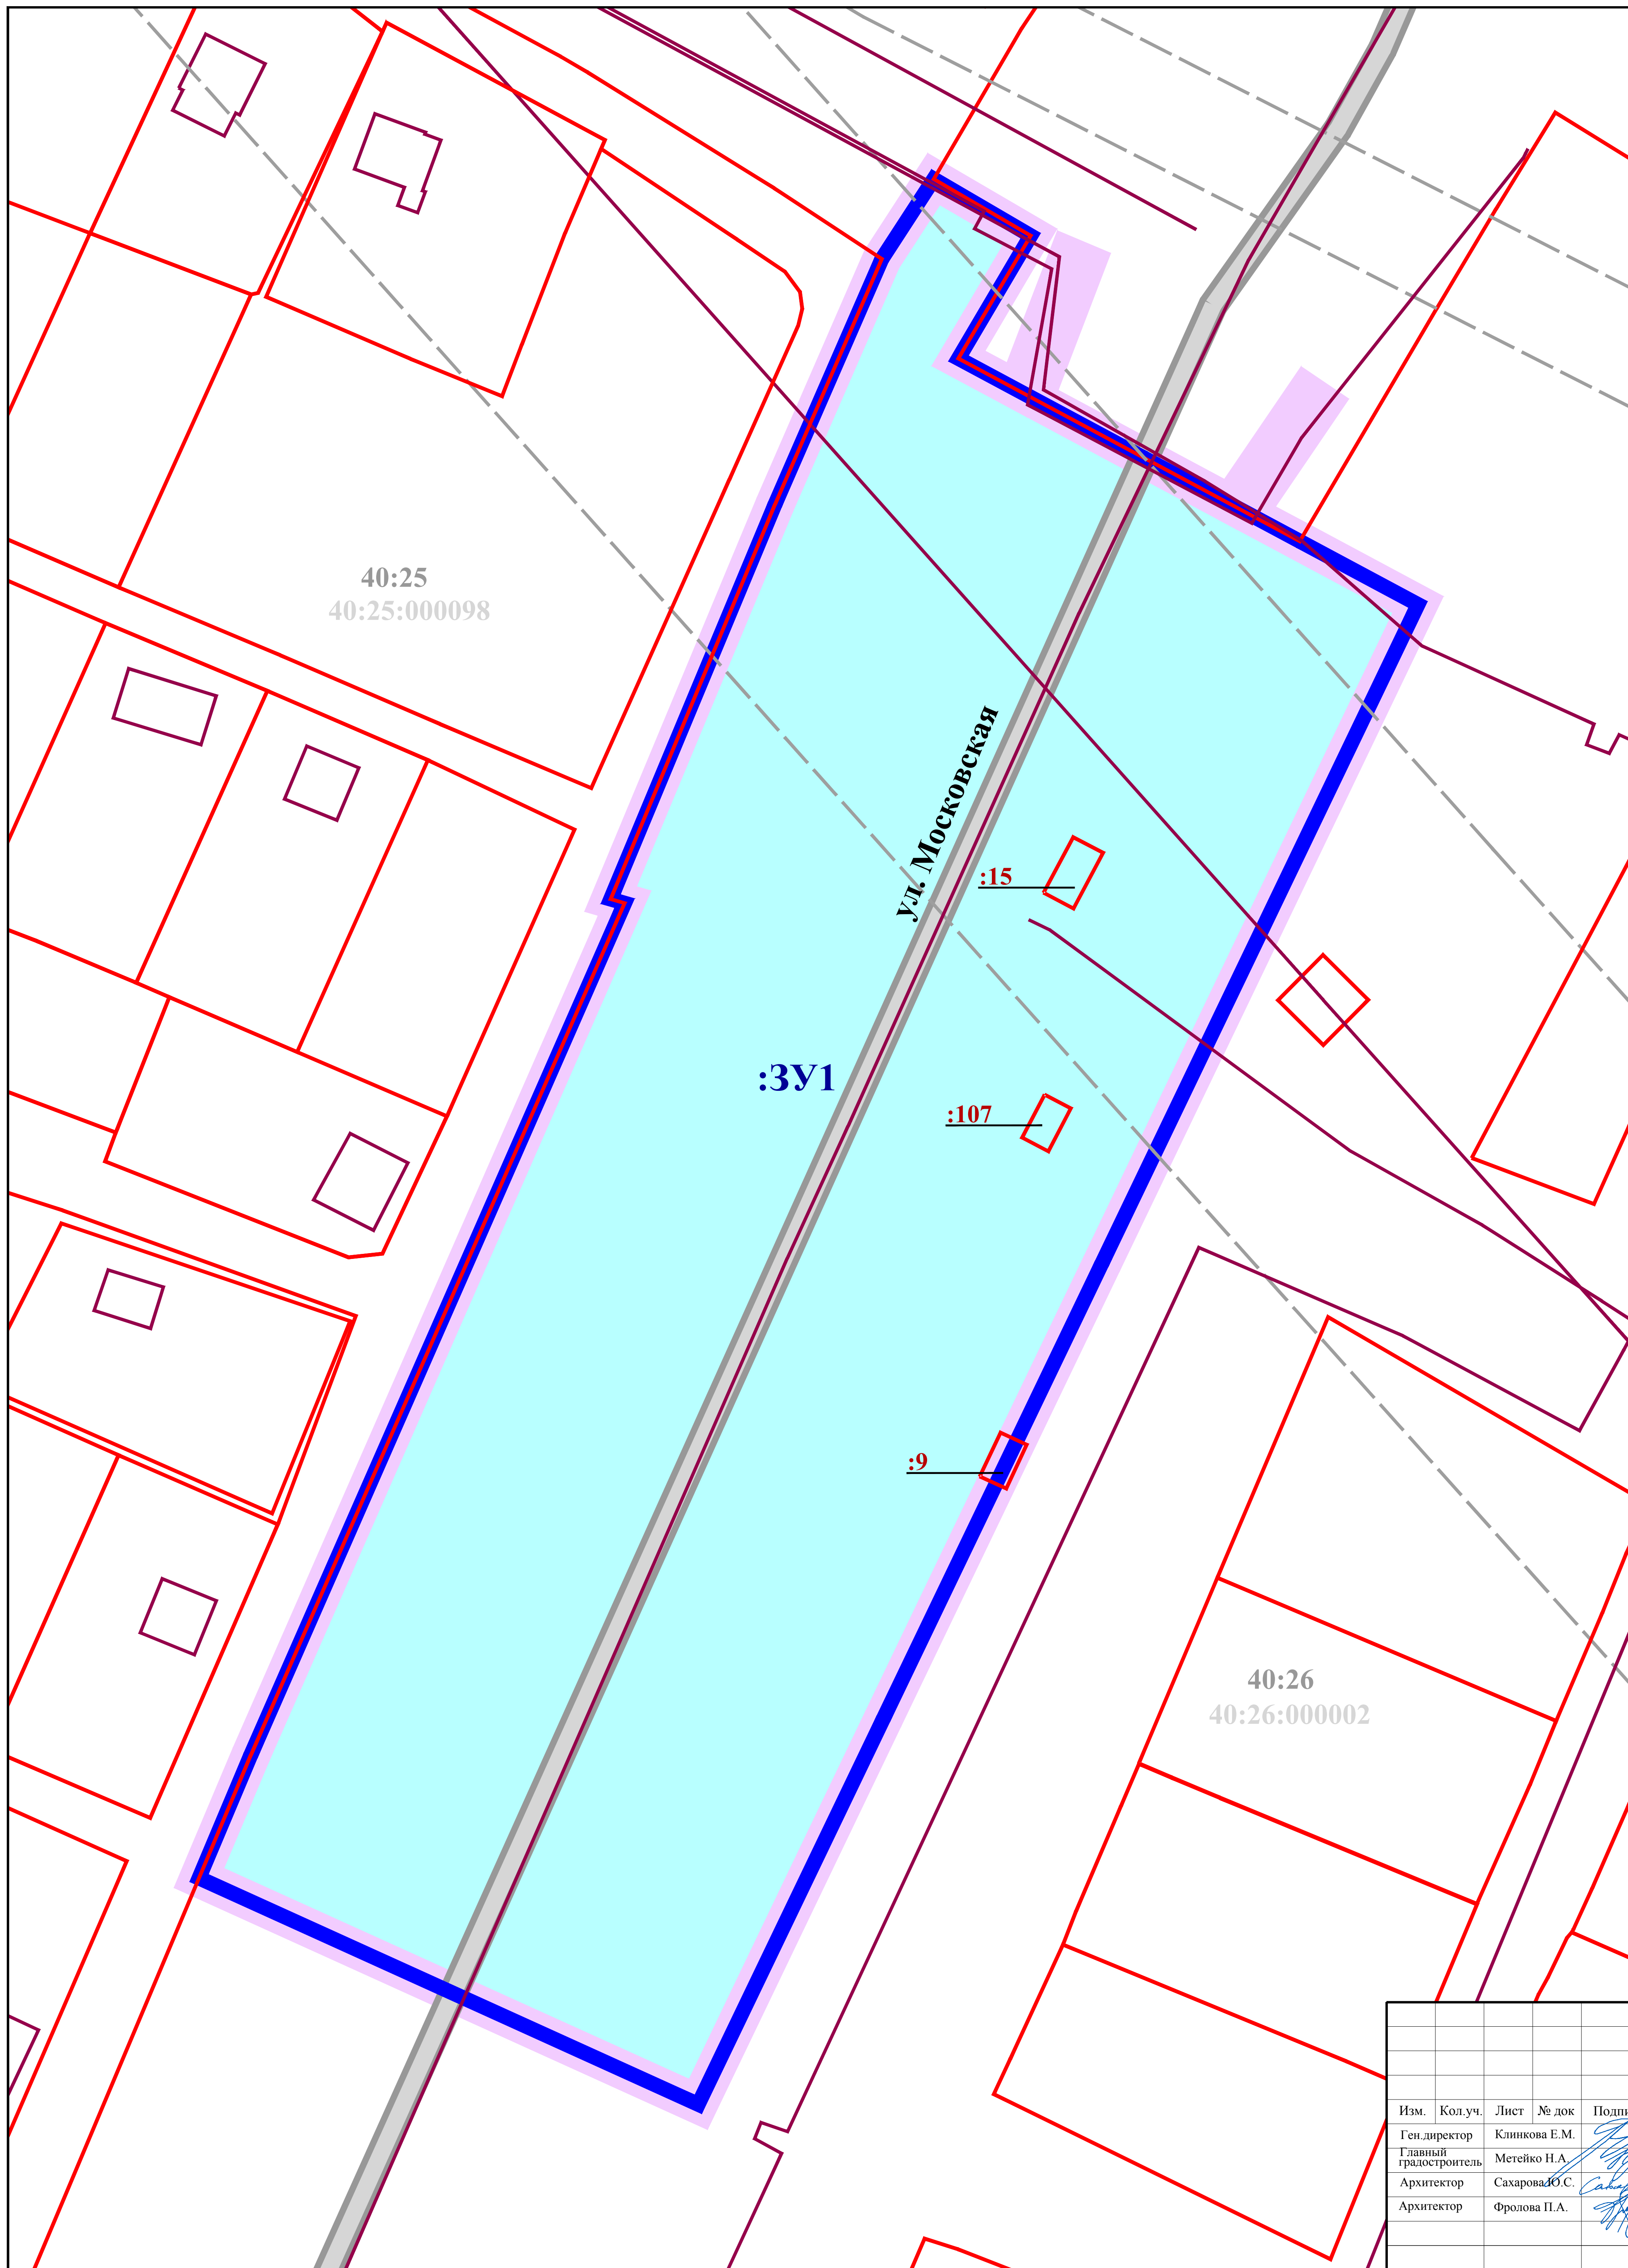 40:25
40:25:000098
ул. Московская
:15
:ЗУ1
:107
:9
40:26
40:26:000002
Изм. Кол.уч. Лист № док
Ген.директор Клинкова Е.М.
Главный
градостроитель Метейко Н.А.
Архитектор Сахарова Ю.С.
Архитектор Фролова П.А.